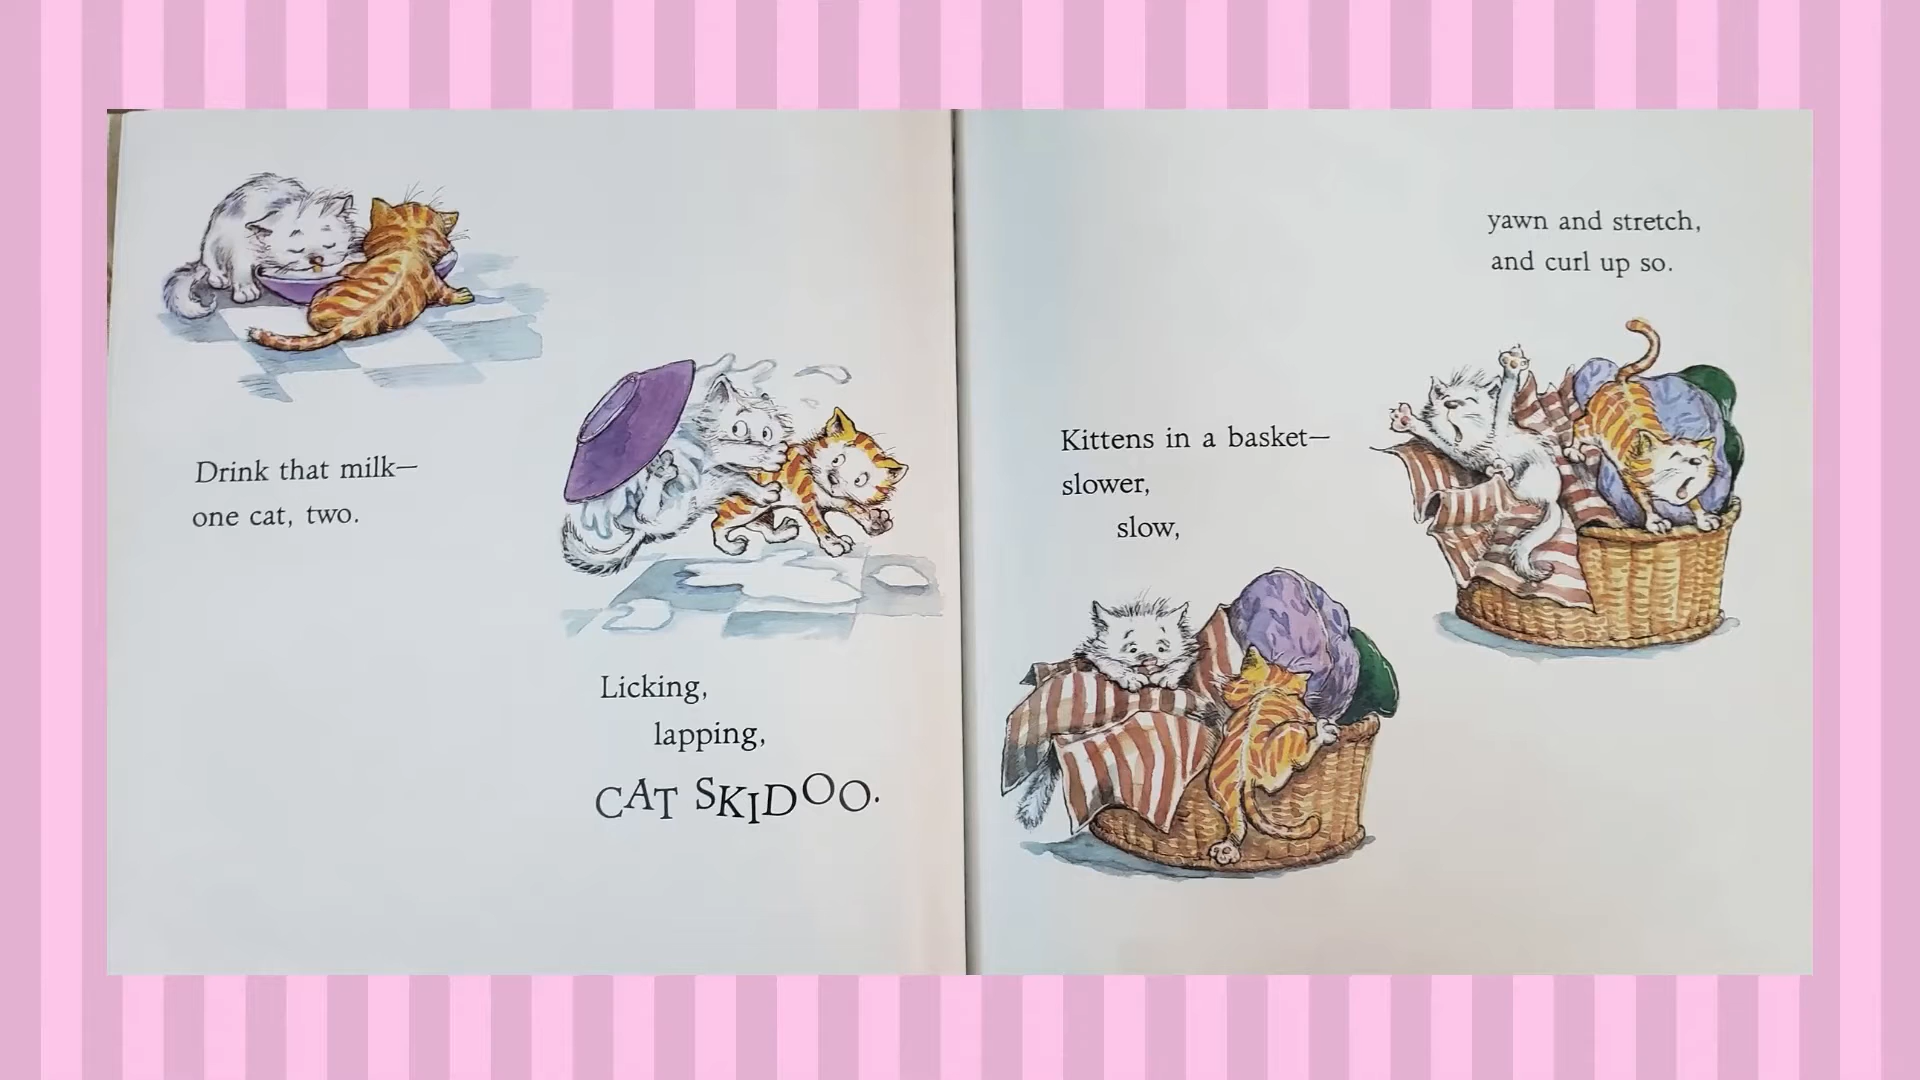 Drink that milk—
one cat, two.
Licking,
lapping,
CAT SKIDOO.
Kittens in a basket—
slower,
slow,
yawn and stretch,
and curl up so.